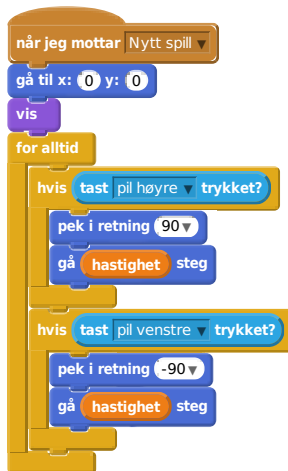 når jeg mottar Nytt spill
gå til x: 0 y: 0
vis
for alltid
hvis tast pil høyre trykket?
pek i retning 90
gå hastighet steg
hvis tast pil venstre trykket?
pek i retning -90
gå hastighet steg